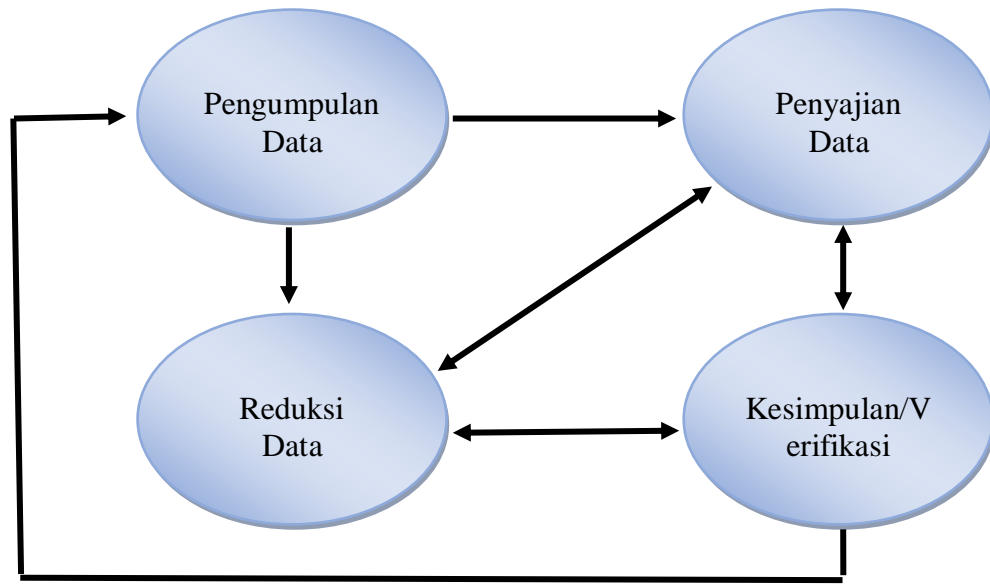 Pengumpulan
Data
Penyajian
Data
Reduksi
Data
Kesimpulan/V
erifikasi